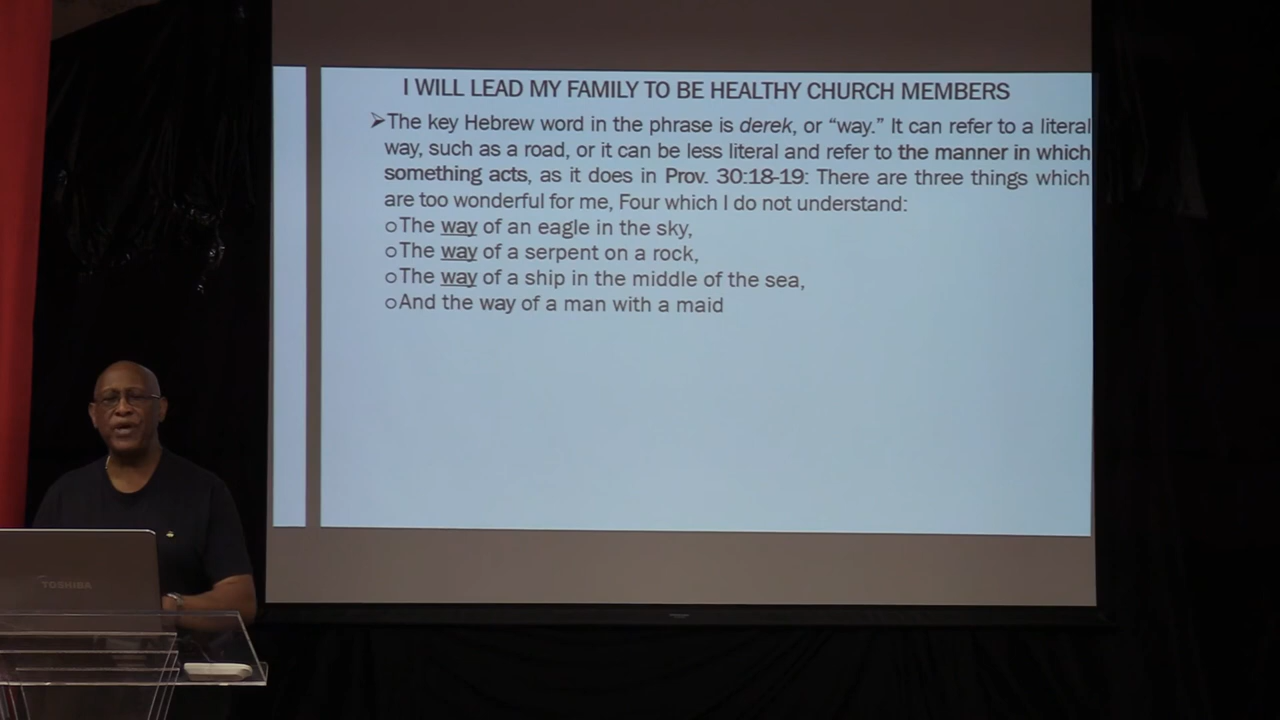 I WILL LEAD MY FAMILY TO BE HEALTHY CHURCH MEMBERS
➢The key Hebrew word in the phrase is derek, or “way.” It can refer to a literal
way, such as a road, or it can be less literal and refer to the manner in which
something acts, as it does in Prov. 30:18-19: There are three things which
are too wonderful for me, Four which I do not understand:
oThe way of an eagle in the sky,
oThe way of a serpent on a rock,
oThe way of a ship in the middle of the sea,
oAnd the way of a man with a maid
TOSHIBA